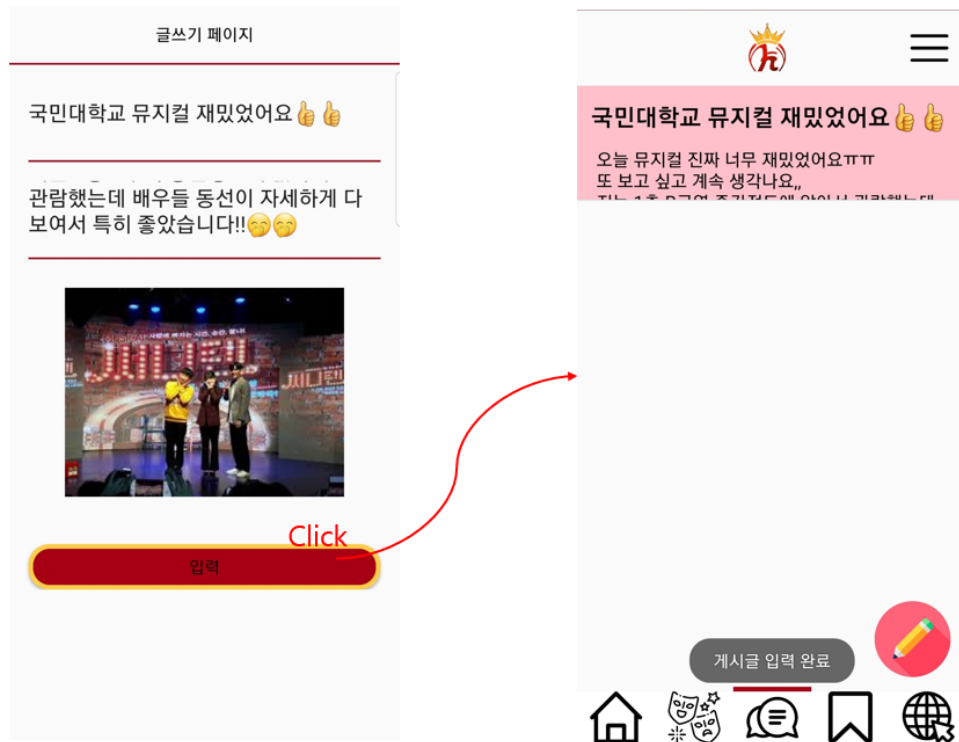 글쓰기 페이지
국민대학교 뮤지컬 재밌었어요👍👍
관람했는데 배우들 동선이 자세하게 다
보여서 특히 좋았습니다!!🤭🤭
씨니텐
Click
입력
국민대학교 뮤지컬 재밌었어요👍👍
오늘 뮤지컬 진짜 너무 재밌었어요ㅠㅠ
또 보고 싶고 계속 생각나요,,
게시글 입력 완료